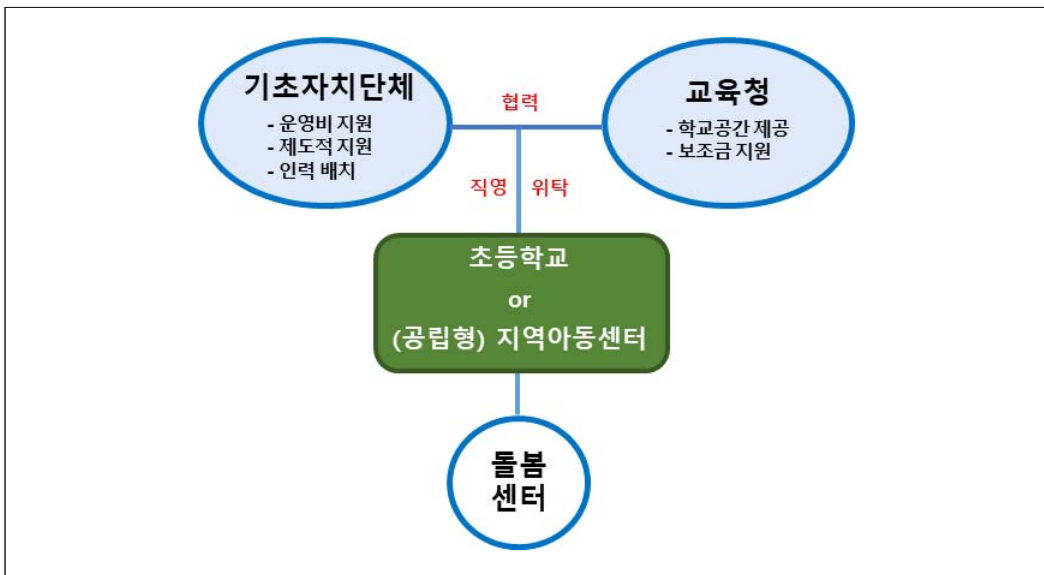 기초자치단체
- 운영비 지원
- 제도적 지원
- 인력 배치
협력
교육청
- 학교공간 제공
- 보조금 지원
직영
위탁
초등학교
or
(공립형) 지역아동센터
돌봄
센터